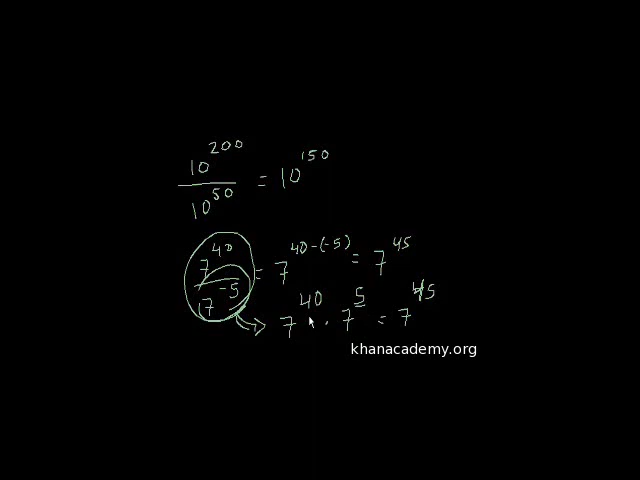 10^200 / 10^50 = 10^150
7^40 / 7^-5 = 7^40-(-5) = 7^45
7^40 · 7^5 = 7^45
khanacademy.org